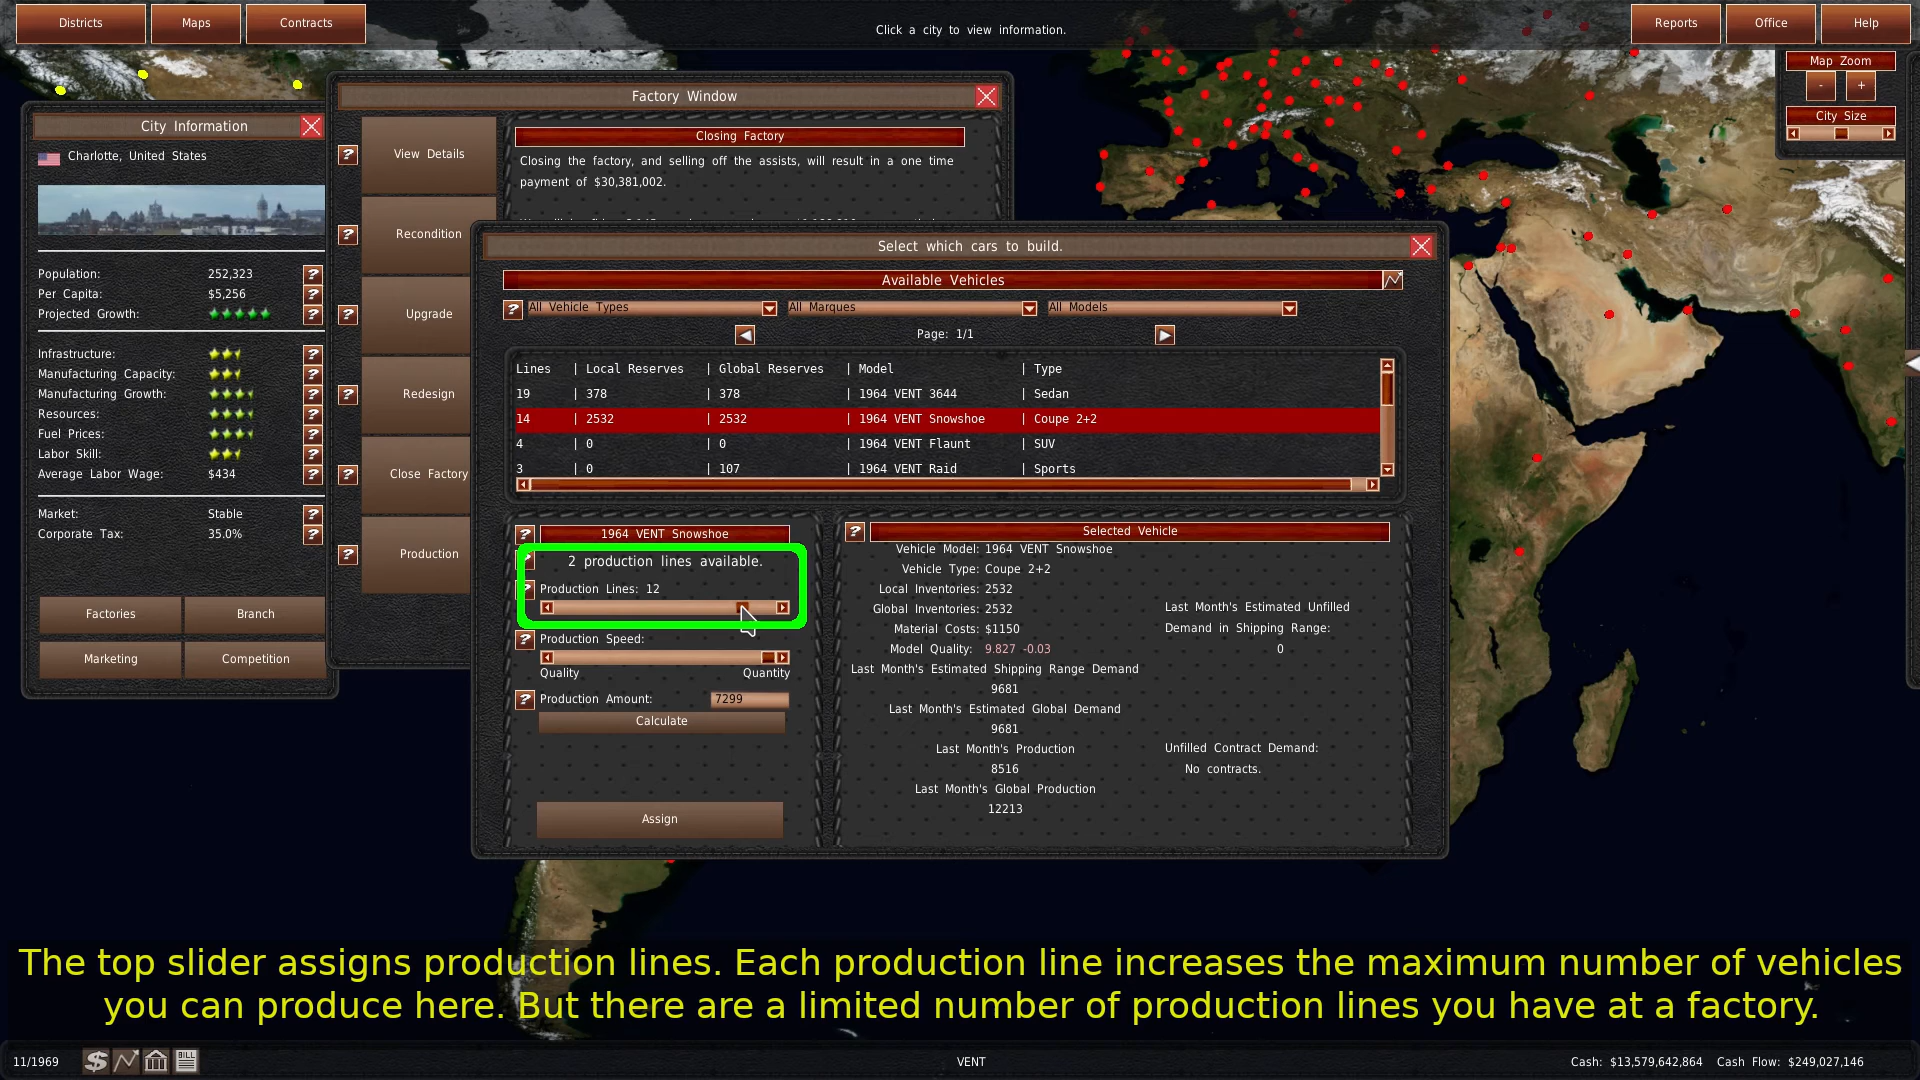 Districts
Maps
Contracts
Click a city to view information.
Reports
Office
Help
Map Zoom
- +
City Size
City Information
Charlotte, United States
Population: 252,323 ?
Per Capita: $5,256 ?
Projected Growth: ?
Infrastructure: ?
Manufacturing Capacity: ?
Manufacturing Growth: ?
Resources: ?
Fuel Prices: ?
Labor Skill: ?
Average Labor Wage: $434 ?
Market: Stable ?
Corporate Tax: 35.0% ?
Factories
Branch
Marketing
Competition
Factory Window
? View Details
? Recondition
? Upgrade
? Redesign
? Close Factory
? Production
Closing Factory
Closing the factory, and selling off the assists, will result in a one time
payment of $30,381,002.
Select which cars to build.
Available Vehicles
? All Vehicle Types
All Marques
All Models
Page: 1/1
Lines | Local Reserves | Global Reserves | Model | Type
19 | 378 | 378 | 1964 VENT 3644 | Sedan
14 | 2532 | 2532 | 1964 VENT Snowshoe | Coupe 2+2
4 | 0 | 0 | 1964 VENT Flaunt | SUV
3 | 0 | 107 | 1964 VENT Raid | Sports
? 1964 VENT Snowshoe
2 production lines available.
Production Lines: 12
? Production Speed:
Quality Quantity
? Production Amount: 7299
Calculate
Assign
? Selected Vehicle
Vehicle Model: 1964 VENT Snowshoe
Vehicle Type: Coupe 2+2
Local Inventories: 2532
Global Inventories: 2532
Material Costs: $1150
Model Quality: 9.827 -0.03
Last Month's Estimated Shipping Range Demand
9681
Last Month's Estimated Global Demand
9681
Last Month's Production
8516
Last Month's Global Production
12213
Last Month's Estimated Unfilled
Demand in Shipping Range:
0
Unfilled Contract Demand:
No contracts.
The top slider assigns production lines. Each production line increases the maximum number of vehicles
you can produce here. But there are a limited number of production lines you have at a factory.
11/1969
$
BILL
VENT
Cash: $13,579,642,864 Cash Flow: $249,027,146